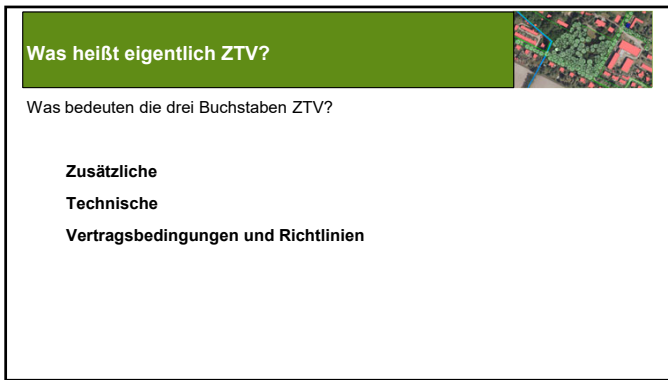 Was heißt eigentlich ZTV?
Was bedeuten die drei Buchstaben ZTV?
Zusätzliche
Technische
Vertragsbedingungen und Richtlinien